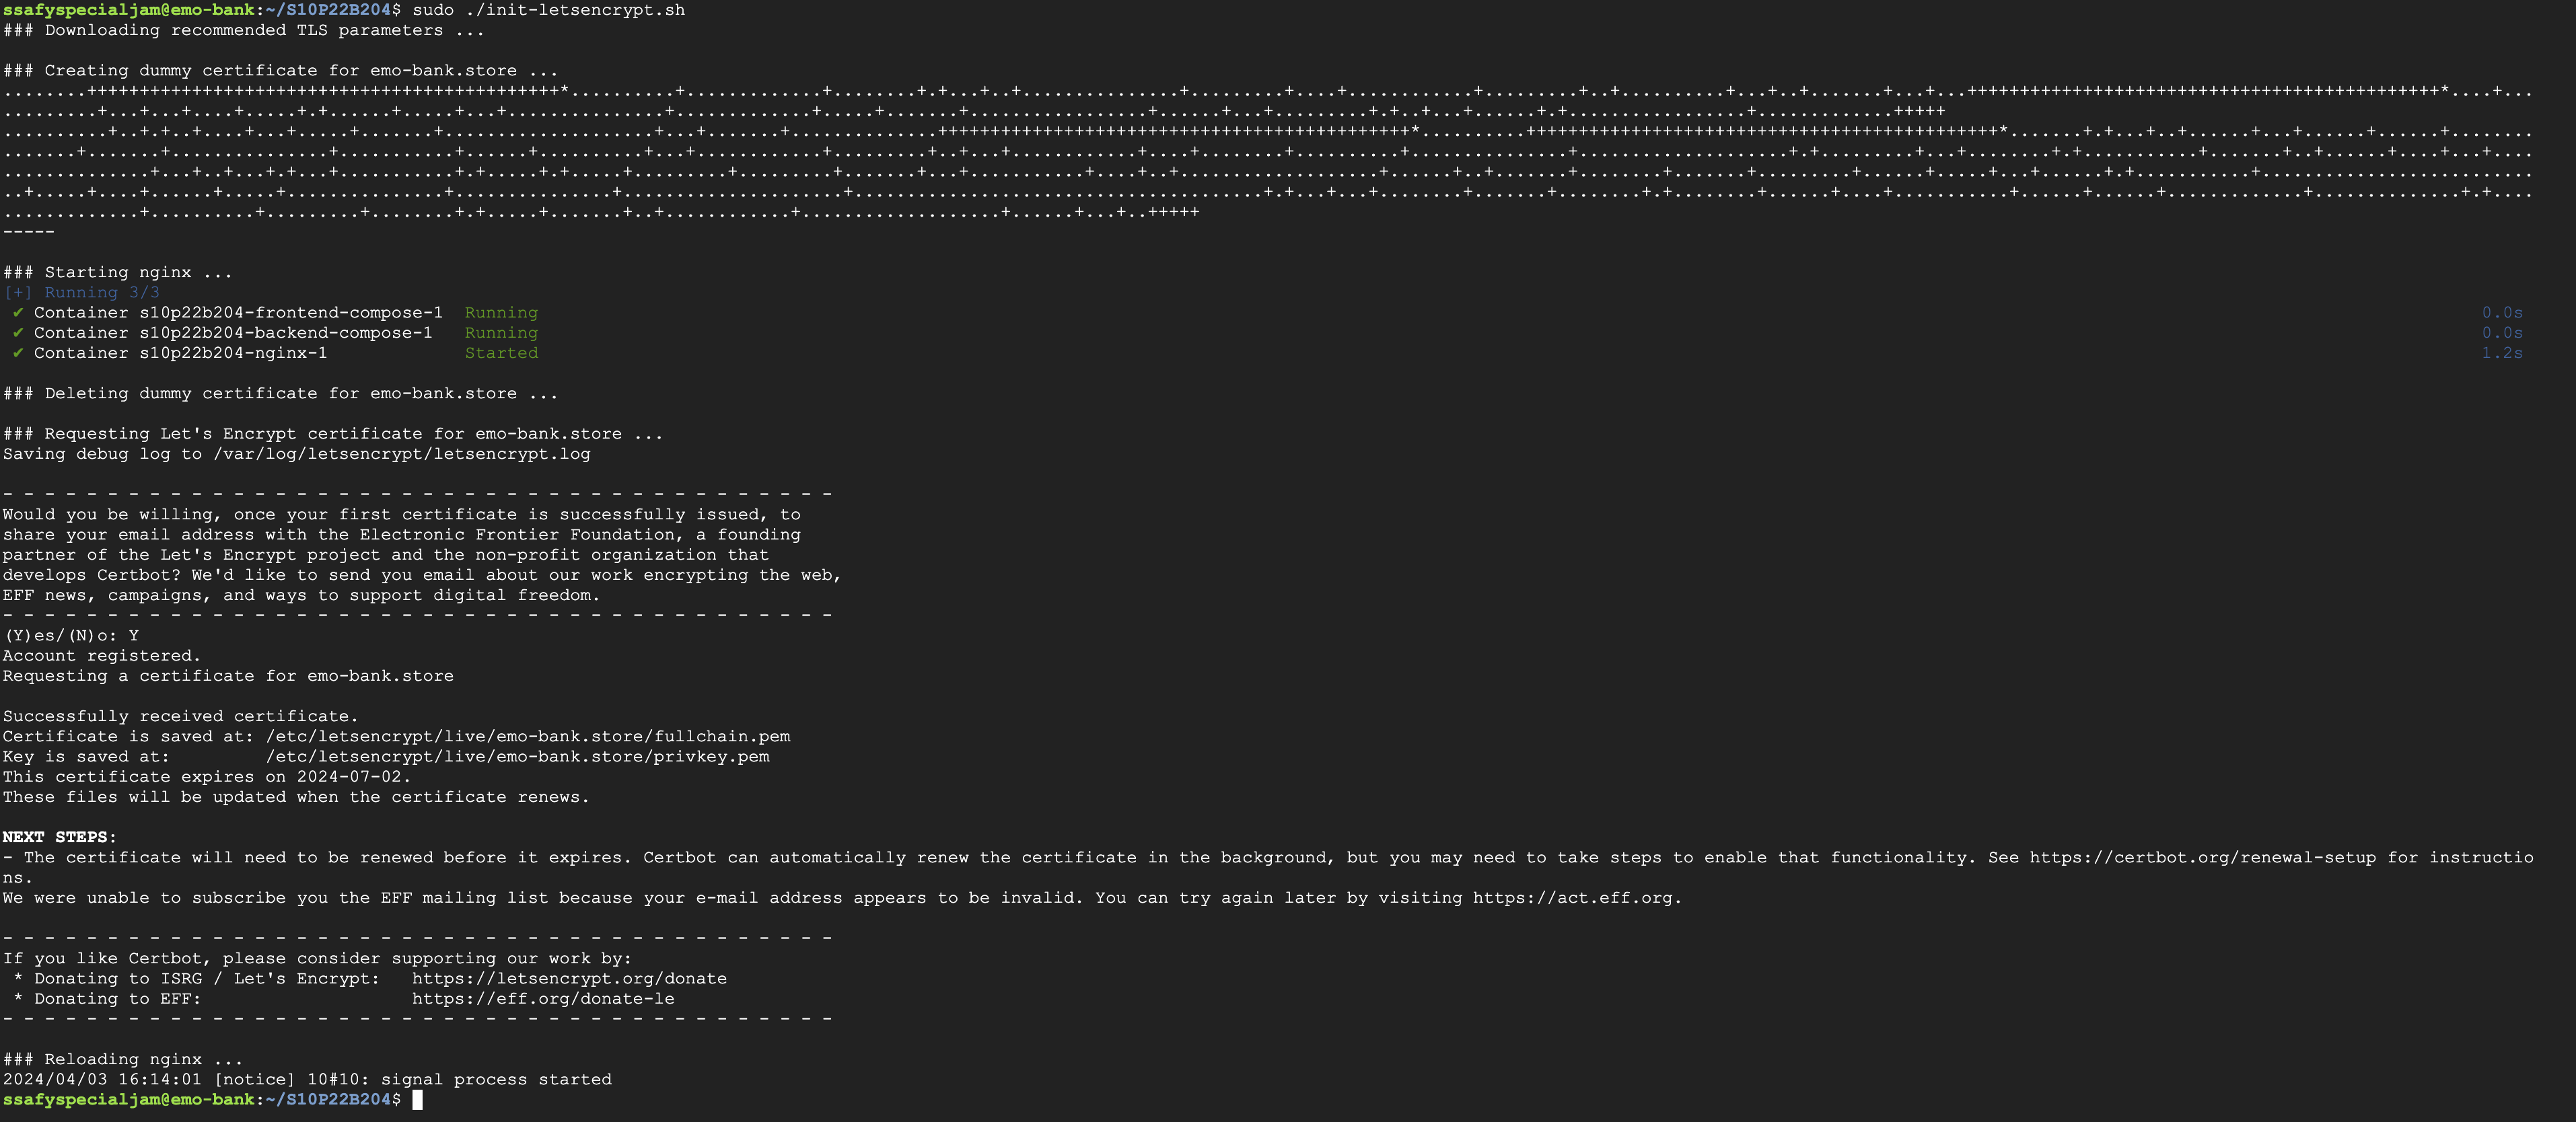 ssafyspecialjam@emo-bank:~/S10P22B204$ sudo ./init-letsencrypt.sh
### Downloading recommended TLS parameters ...
### Creating dummy certificate for emo-bank.store ...
-----
### Starting nginx ...
[+] Running 3/3
✔ Container s10p22b204-frontend-compose-1 Running 0.0s
✔ Container s10p22b204-backend-compose-1 Running 0.0s
✔ Container s10p22b204-nginx-1 Started 1.2s
### Deleting dummy certificate for emo-bank.store ...
### Requesting Let's Encrypt certificate for emo-bank.store ...
Saving debug log to /var/log/letsencrypt/letsencrypt.log
- - - - - - - - - - - - - - - - - - - - - - - - - - - - - - - - - - - - - - - -
Would you be willing, once your first certificate is successfully issued, to
share your email address with the Electronic Frontier Foundation, a founding
partner of the Let's Encrypt project and the non-profit organization that
develops Certbot? We'd like to send you email about our work encrypting the web,
EFF news, campaigns, and ways to support digital freedom.
- - - - - - - - - - - - - - - - - - - - - - - - - - - - - - - - - - - - - - - -
(Y)es/(N)o: Y
Account registered.
Requesting a certificate for emo-bank.store
Successfully received certificate.
Certificate is saved at: /etc/letsencrypt/live/emo-bank.store/fullchain.pem
Key is saved at: /etc/letsencrypt/live/emo-bank.store/privkey.pem
This certificate expires on 2024-07-02.
These files will be updated when the certificate renews.
NEXT STEPS:
- The certificate will need to be renewed before it expires. Certbot can automatically renew the certificate in the background, but you may need to take steps to enable that functionality. See https://certbot.org/renewal-setup for instructio
ns.
We were unable to subscribe you the EFF mailing list because your e-mail address appears to be invalid. You can try again later by visiting https://act.eff.org.
- - - - - - - - - - - - - - - - - - - - - - - - - - - - - - - - - - - - - - - -
If you like Certbot, please consider supporting our work by:
* Donating to ISRG / Let's Encrypt: https://letsencrypt.org/donate
* Donating to EFF: https://eff.org/donate-le
- - - - - - - - - - - - - - - - - - - - - - - - - - - - - - - - - - - - - - - -
### Reloading nginx ...
2024/04/03 16:14:01 [notice] 10#10: signal process started
ssafyspecialjam@emo-bank:~/S10P22B204$